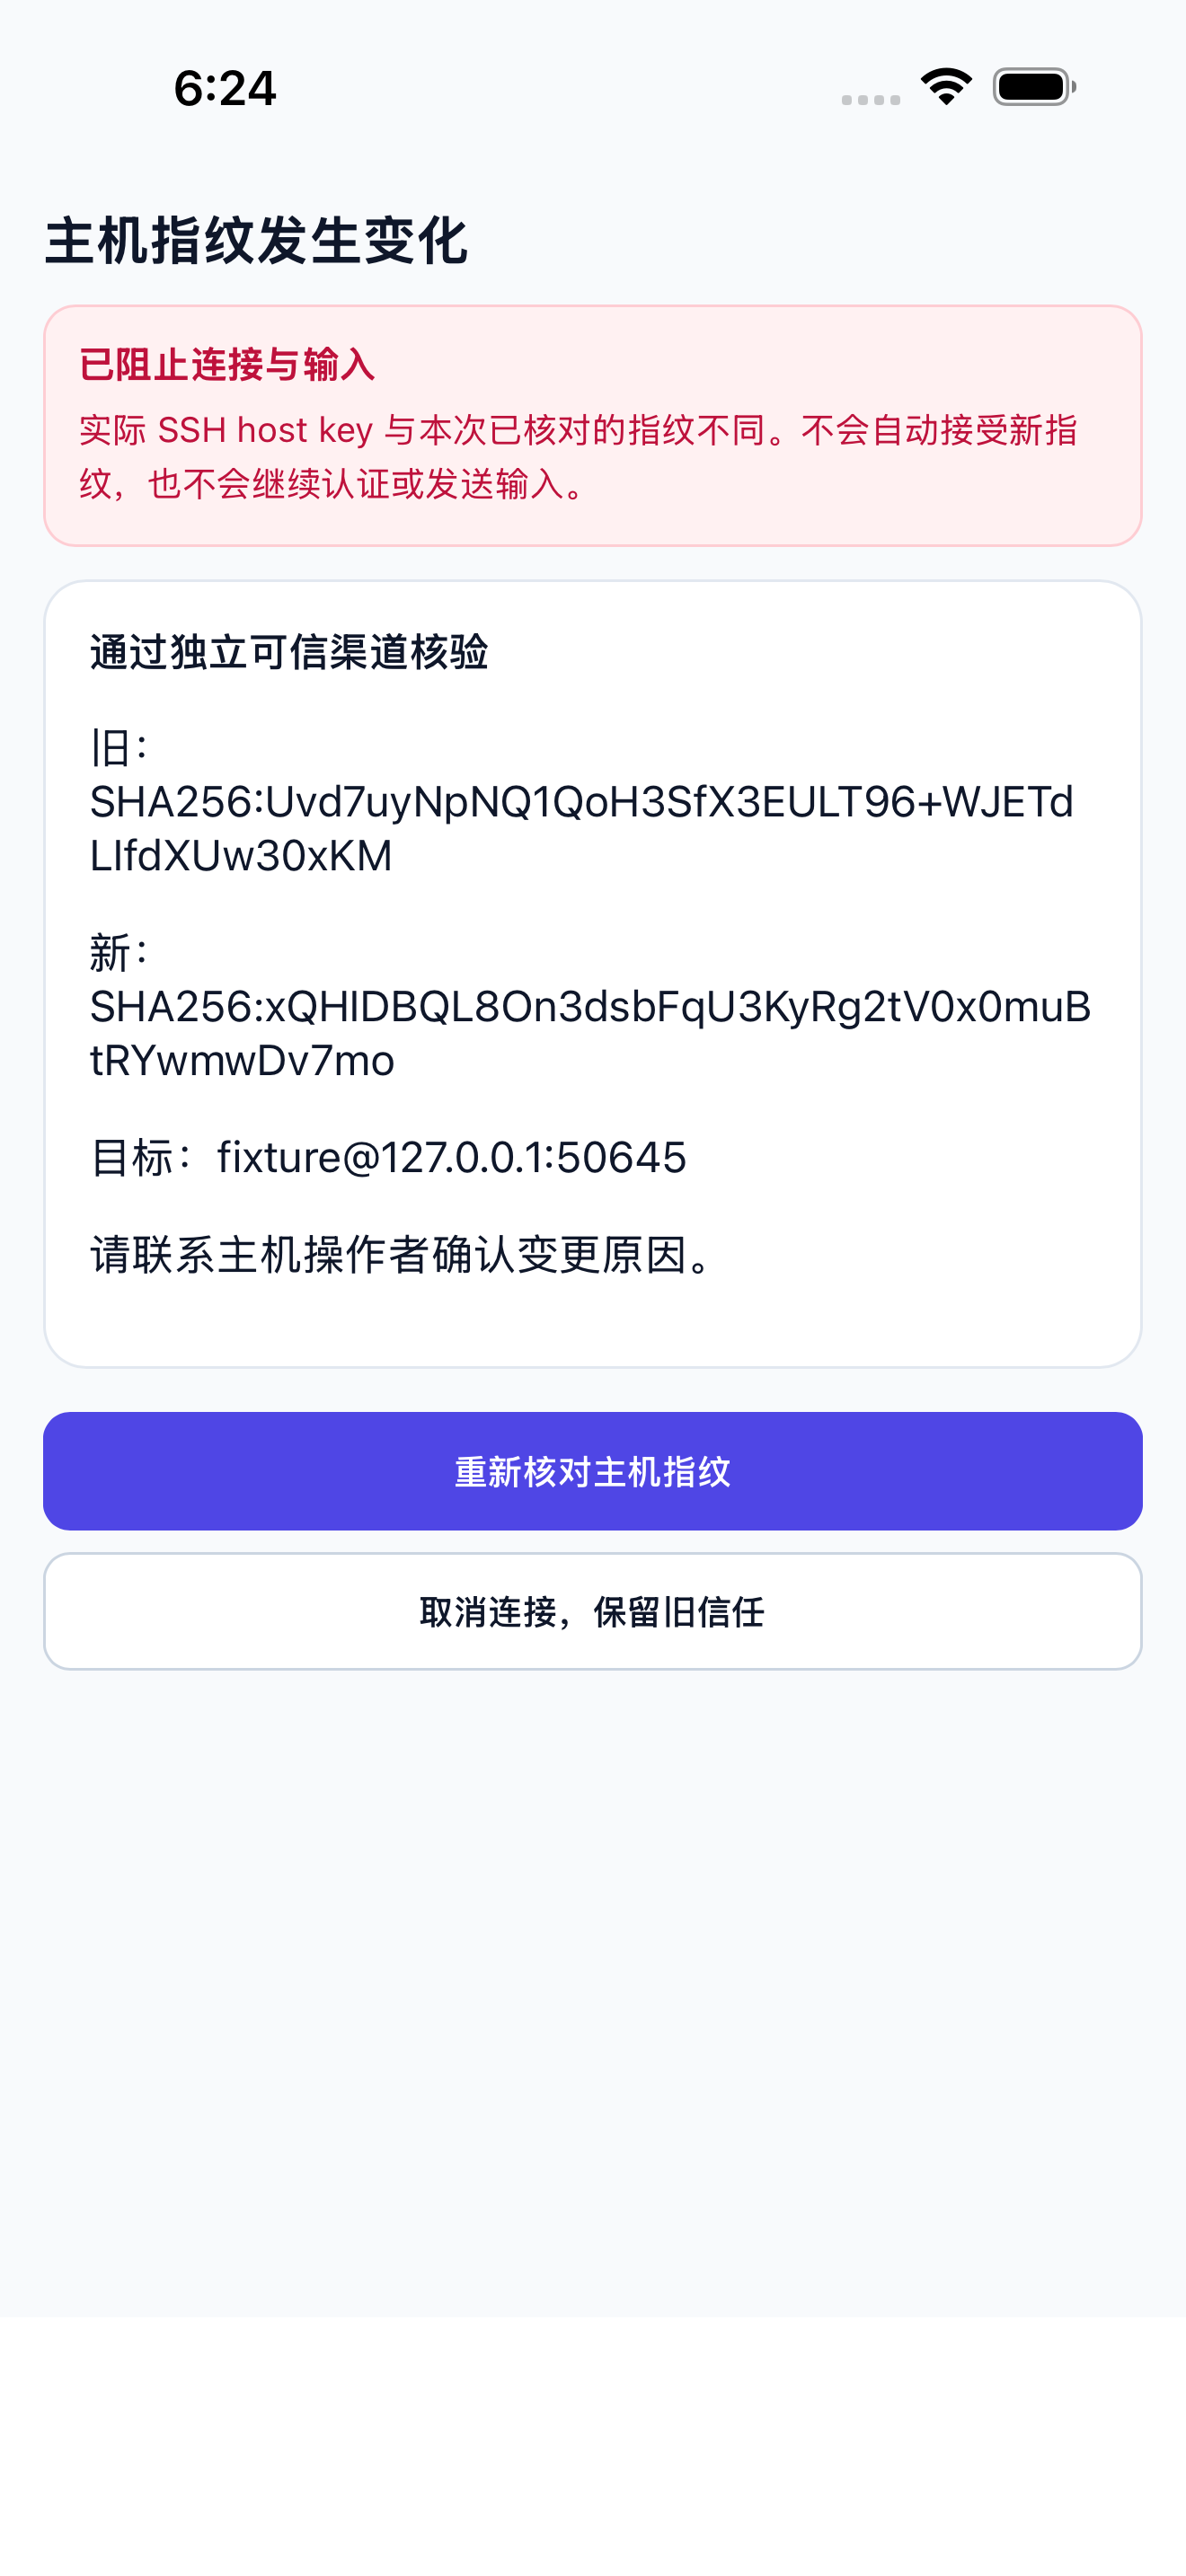 6:24
主机指纹发生变化
已阻止连接与输入
实际 SSH host key 与本次已核对的指纹不同。不会自动接受新指
纹，也不会继续认证或发送输入。
通过独立可信渠道核验
旧：
SHA256:Uvd7uyNpNQ1QoH3SfX3EULT96+WJETd
LIfdXUw30xKM
新：
SHA256:xQHIDBQL8On3dsbFqU3KyRg2tV0x0muB
tRYwmwDv7mo
目标：fixture@127.0.0.1:50645
请联系主机操作者确认变更原因。
重新核对主机指纹
取消连接，保留旧信任